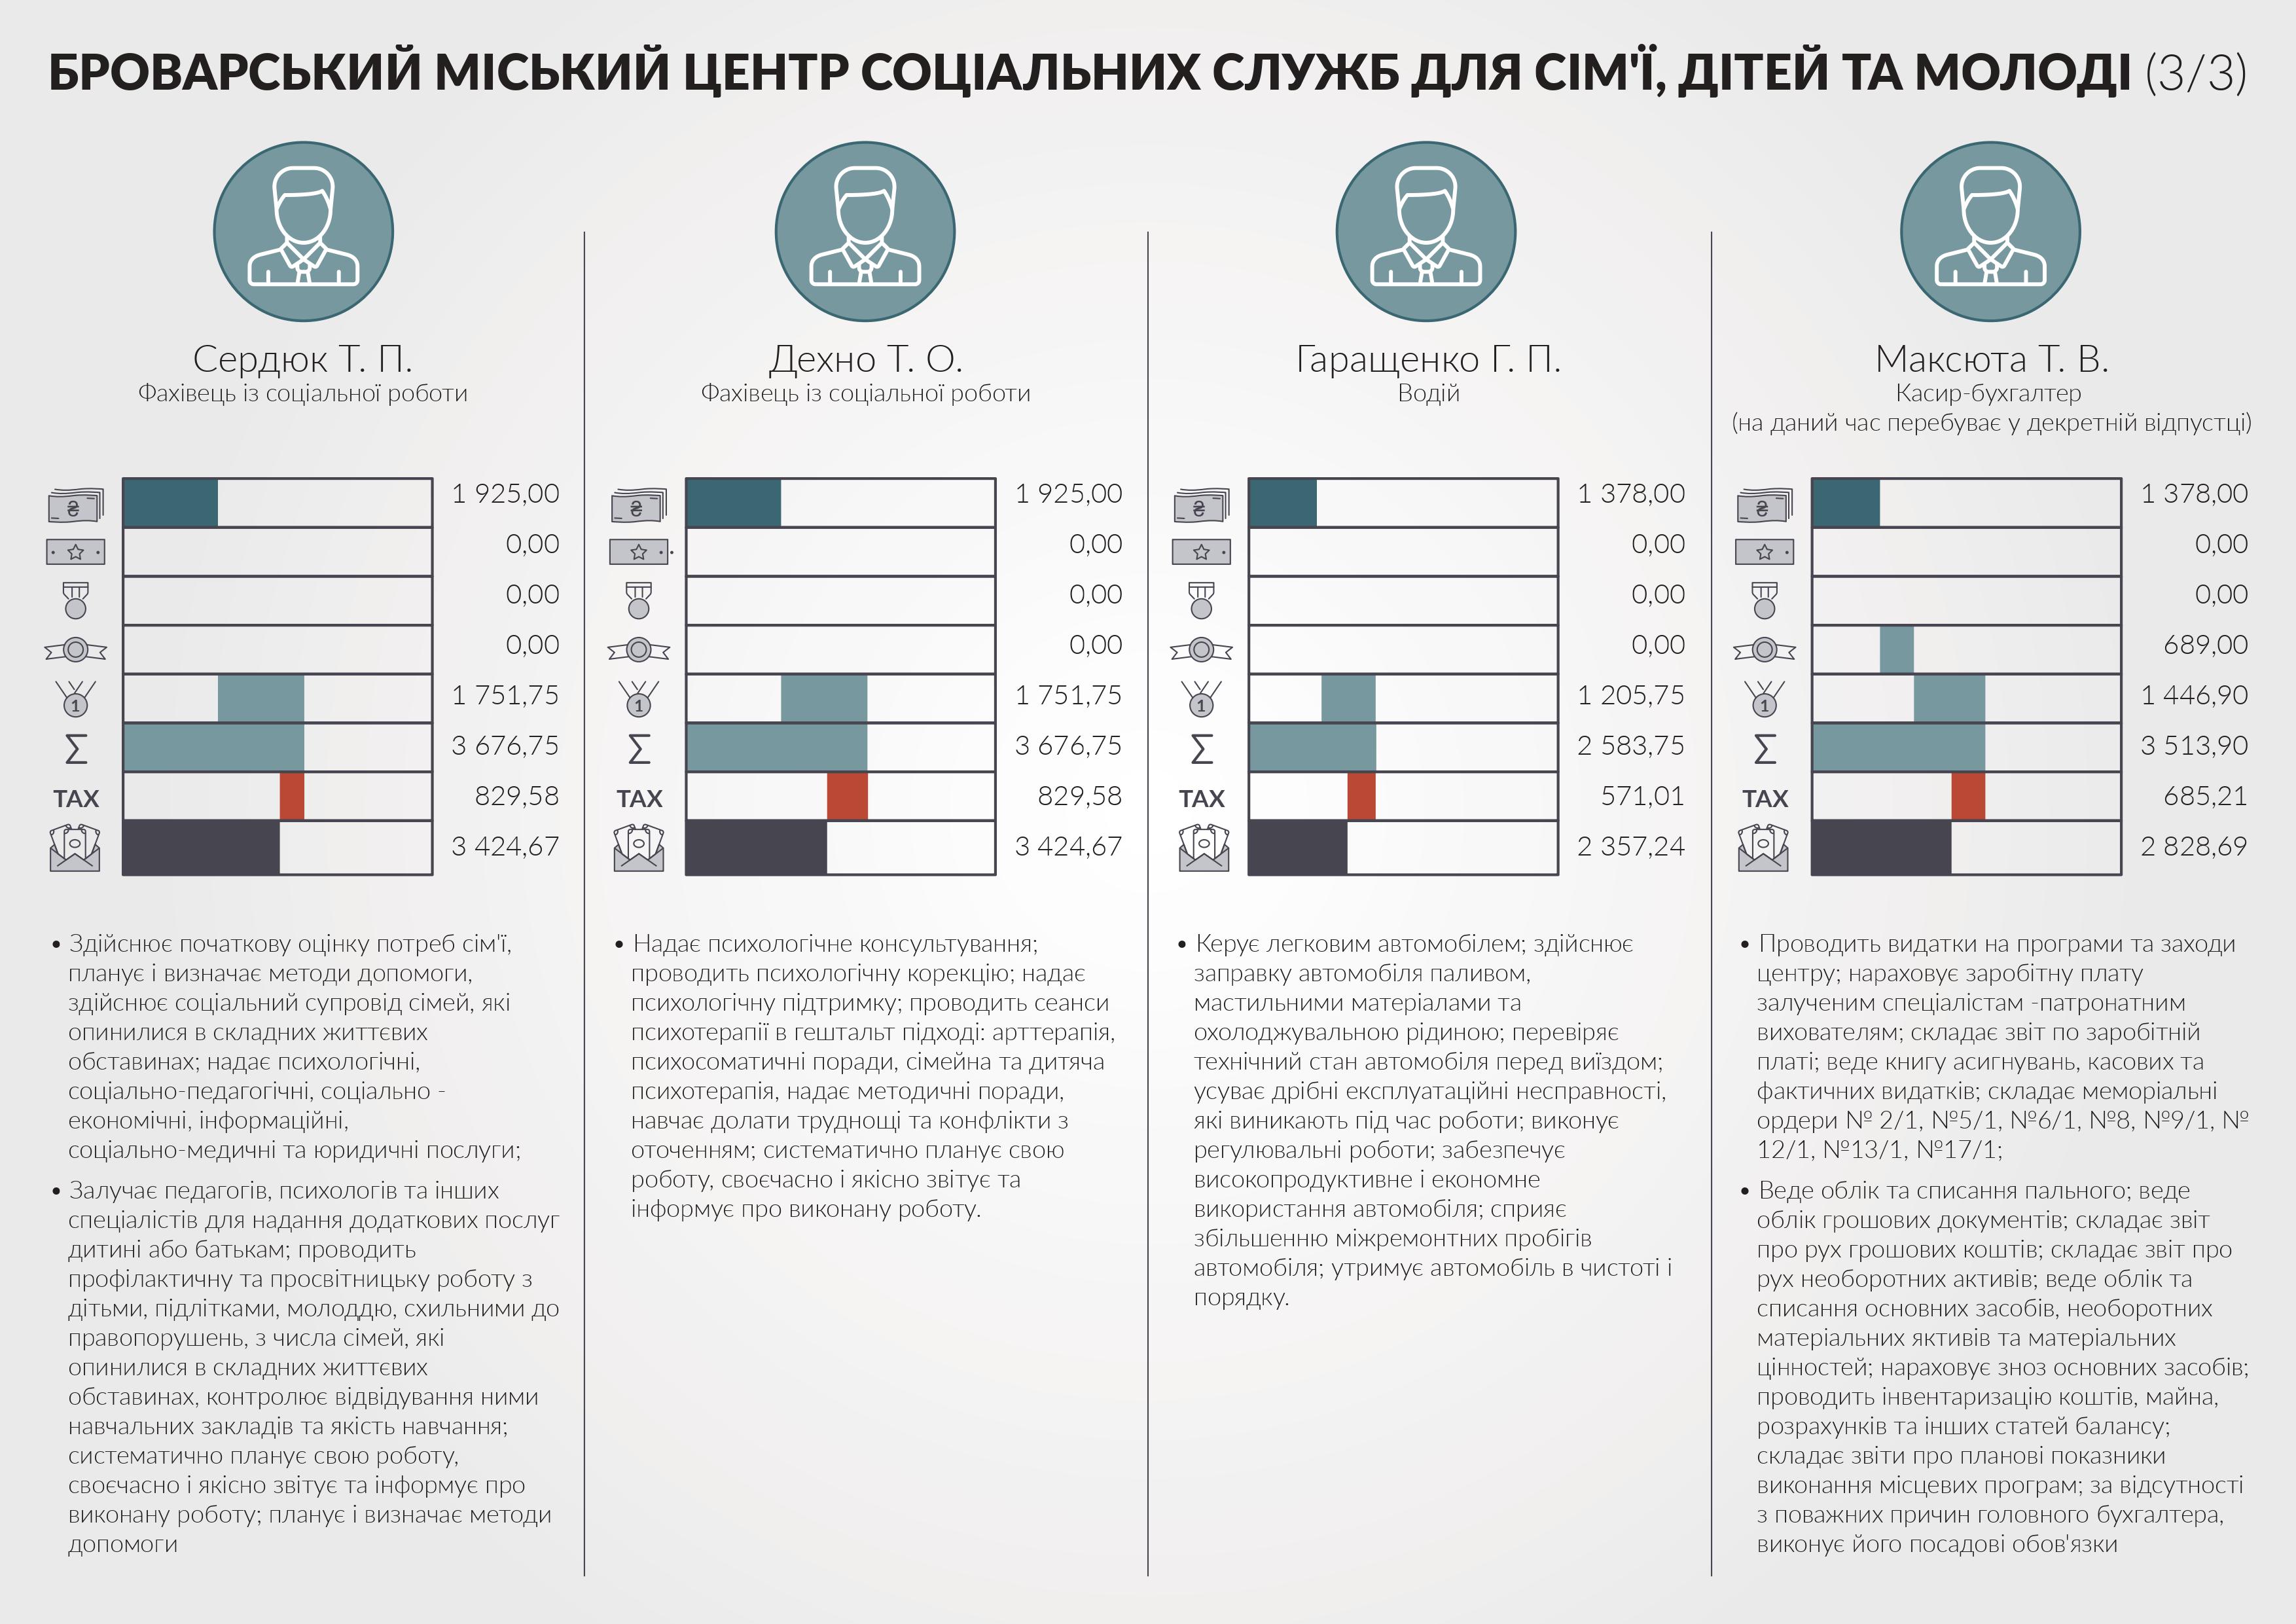 БРОВАРСЬКИЙ МІСЬКИЙ ЦЕНТР СОЦІАЛЬНИХ СЛУЖБ ДЛЯ СІМ'Ї, ДІТЕЙ ТА МОЛОДІ (3/3)
Сердюк Т. П.
Фахівець із соціальної роботи
₴ 1 925,00
0,00
0,00
0,00
1 1 751,75
Σ 3 676,75
TAX 829,58
3 424,67
• Здійснює початкову оцінку потреб сім'ї,
планує і визначає методи допомоги,
здійснює соціальний супровід сімей, які
опинилися в складних життєвих
обставинах; надає психологічні,
соціально-педагогічні, соціально -
економічні, інформаційні,
соціально-медичні та юридичні послуги;
• Залучає педагогів, психологів та інших
спеціалістів для надання додаткових послуг
дитині або батькам; проводить
профілактичну та просвітницьку роботу з
дітьми, підлітками, молоддю, схильними до
правопорушень, з числа сімей, які
опинилися в складних життєвих
обставинах, контролює відвідування ними
навчальних закладів та якість навчання;
систематично планує свою роботу,
своєчасно і якісно звітує та інформує про
виконану роботу; планує і визначає методи
допомоги
Дехно Т. О.
Фахівець із соціальної роботи
₴ 1 925,00
0,00
0,00
0,00
1 1 751,75
Σ 3 676,75
TAX 829,58
3 424,67
• Надає психологічне консультування;
проводить психологічну корекцію; надає
психологічну підтримку; проводить сеанси
психотерапії в гештальт підході: арттерапія,
психосоматичні поради, сімейна та дитяча
психотерапія, надає методичні поради,
навчає долати труднощі та конфлікти з
оточенням; систематично планує свою
роботу, своєчасно і якісно звітує та
інформує про виконану роботу.
Гаращенко Г. П.
Водій
₴ 1 378,00
0,00
0,00
0,00
1 1 205,75
Σ 2 583,75
TAX 571,01
2 357,24
• Керує легковим автомобілем; здійснює
заправку автомобіля паливом,
мастильними матеріалами та
охолоджувальною рідиною; перевіряє
технічний стан автомобіля перед виїздом;
усуває дрібні експлуатаційні несправності,
які виникають під час роботи; виконує
регулювальні роботи; забезпечує
високопродуктивне і економне
використання автомобіля; сприяє
збільшенню міжремонтних пробігів
автомобіля; утримує автомобіль в чистоті і
порядку.
Максюта Т. В.
Касир-бухгалтер
(на даний час перебуває у декретній відпустці)
₴ 1 378,00
0,00
0,00
689,00
1 1 446,90
Σ 3 513,90
TAX 685,21
2 828,69
• Проводить видатки на програми та заходи
центру; нараховує заробітну плату
залученим спеціалістам -патронатним
вихователям; складає звіт по заробітній
платі; веде книгу асигнувань, касових та
фактичних видатків; складає меморіальні
ордери № 2/1, №5/1, №6/1, №8, №9/1, №
12/1, №13/1, №17/1;
• Веде облік та списання пального; веде
облік грошових документів; складає звіт
про рух грошових коштів; складає звіт про
рух необоротних активів; веде облік та
списання основних засобів, необоротних
матеріальних яктивів та матеріальних
цінностей; нараховує зноз основних засобів;
проводить інвентаризацію коштів, майна,
розрахунків та інших статей балансу;
складає звіти про планові показники
виконання місцевих програм; за відсутності
з поважних причин головного бухгалтера,
виконує його посадові обов'язки